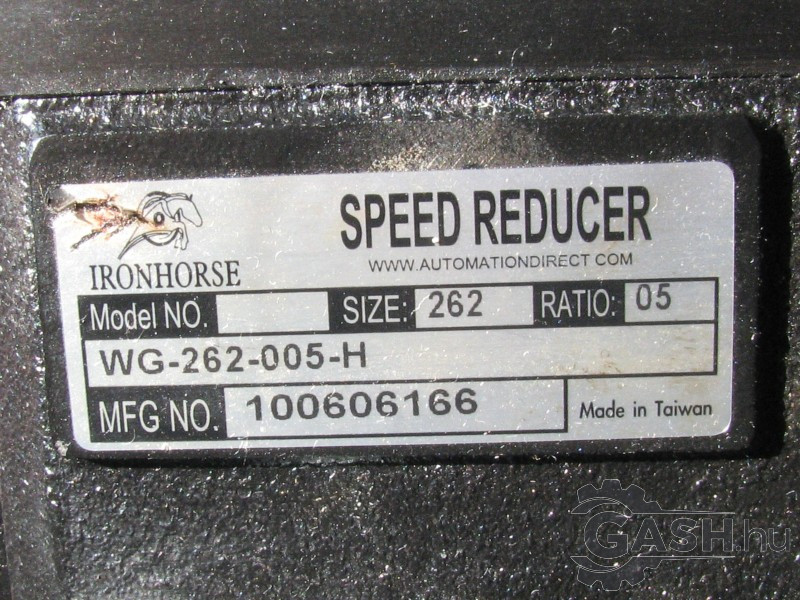 SPEED REDUCER
IRONHORSE
WWW.AUTOMATIONDIRECT.COM
Model NO. SIZE: 262 RATIO: 05
WG-262-005-H
MFG NO. 100606166 Made in Taiwan
GASH.hu